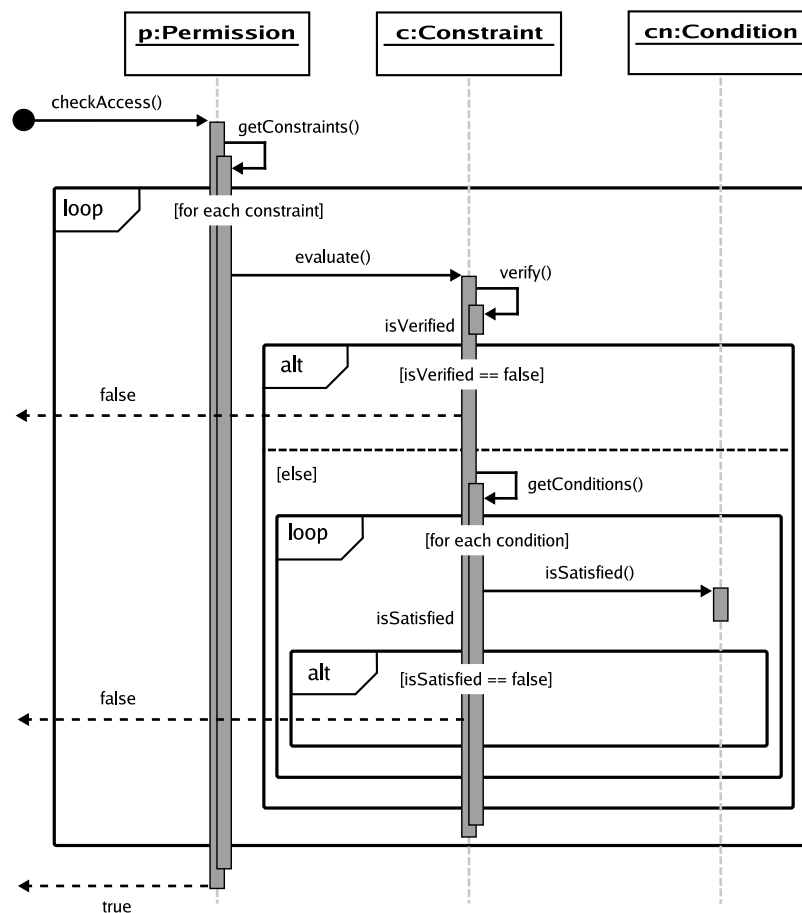 p:Permission
c:Constraint
cn:Condition
checkAccess()
getConstraints()
loop
[for each constraint]
evaluate()
verify()
isVerified
alt
[isVerified == false]
false
[else]
getConditions()
loop
[for each condition]
isSatisfied()
isSatisfied
alt
[isSatisfied == false]
false
true